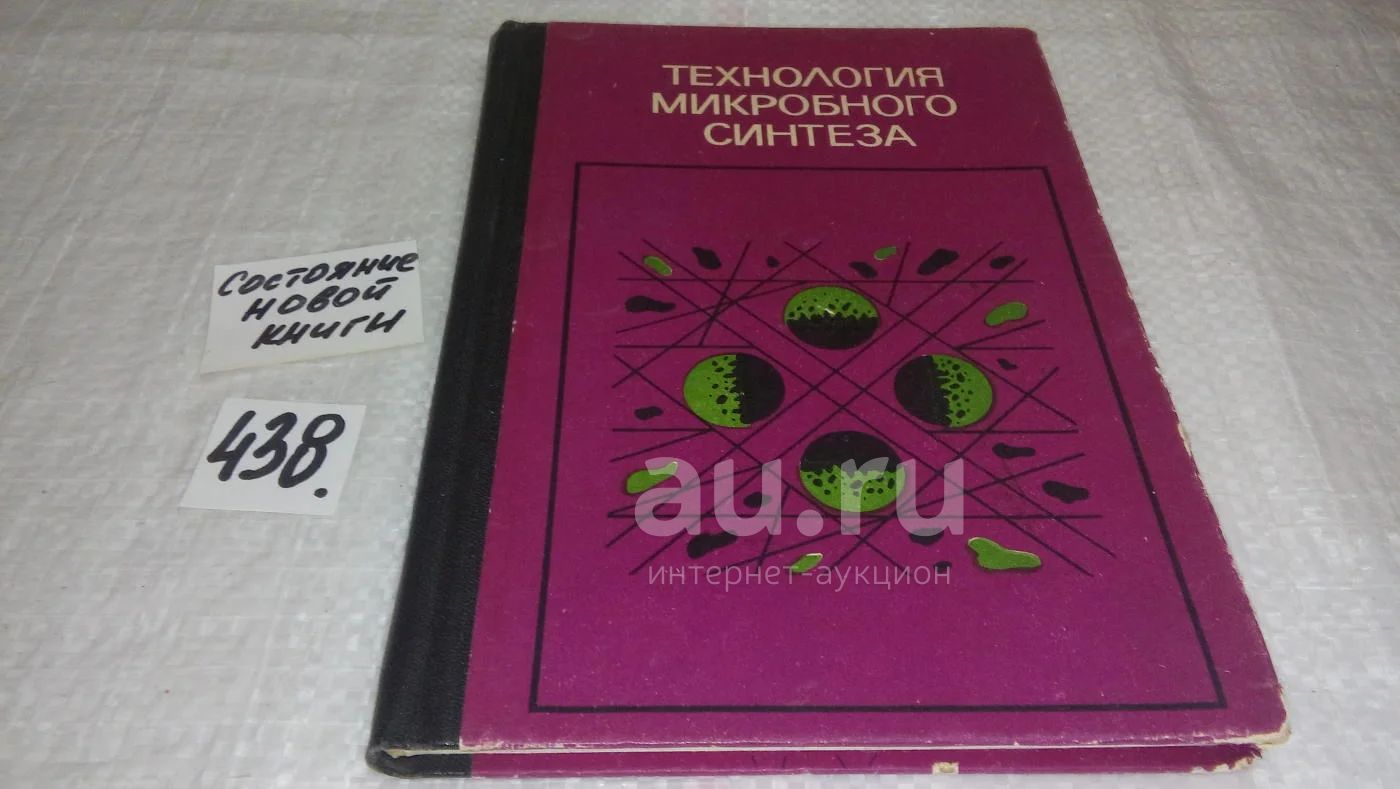 ТЕХНОЛОГИЯ
МИКРОБНОГО
СИНТЕЗА
Состояние
новой
книги
438.
au.ru
интернет-аукцион